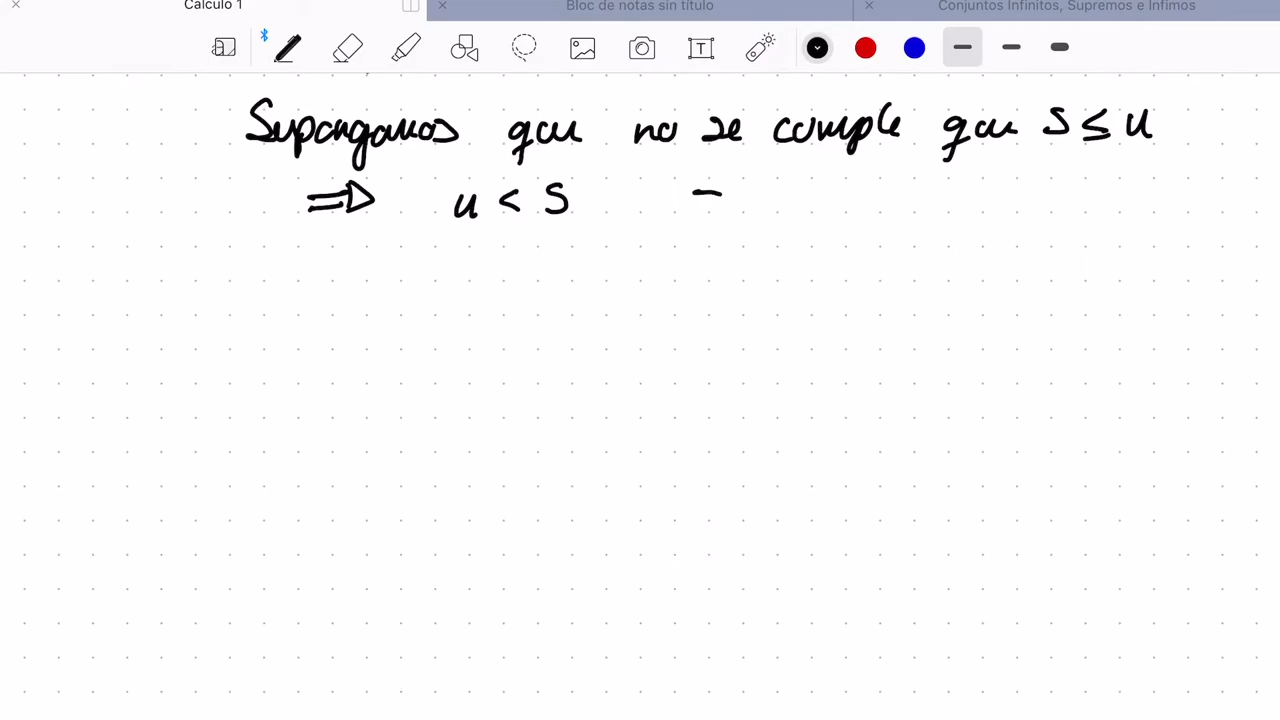 Calculo 1
Bloc de notas sin título
Conjuntos Infinitos, Supremos e Infimos
Supongamos que no se cumple que S ≤ u
⇒ u < S –